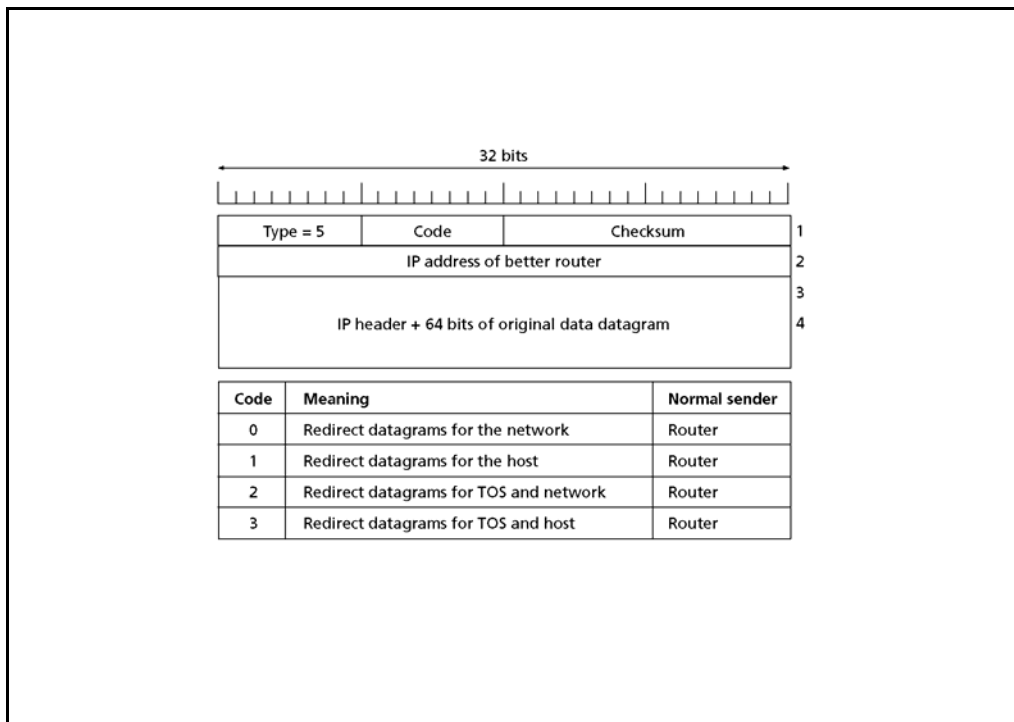 32 bits
Type = 5 Code Checksum 1
IP address of better router 2
3
IP header + 64 bits of original data datagram 4
Code Meaning Normal sender
0 Redirect datagrams for the network Router
1 Redirect datagrams for the host Router
2 Redirect datagrams for TOS and network Router
3 Redirect datagrams for TOS and host Router